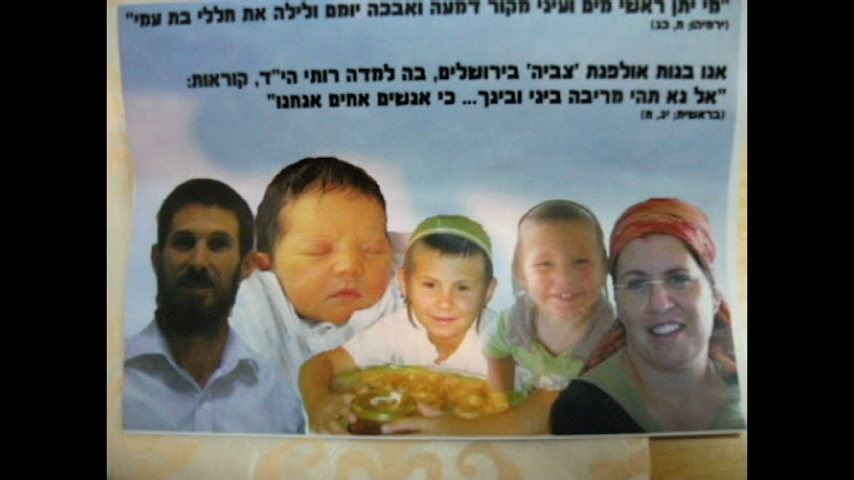 "מי יתן ראשי מים ועיני מקור דמעה ואבכה יומם ולילה את חללי בת עמי"
(ירמיהו; ח, כג)
אנו בנות אולפנת 'צביה' בירושלים, בה למדה רותי הי"ד, קוראות:
"אל נא תהי מריבה ביני ובינך... כי אנשים אחים אנחנו"
(בראשית; יג, ח)